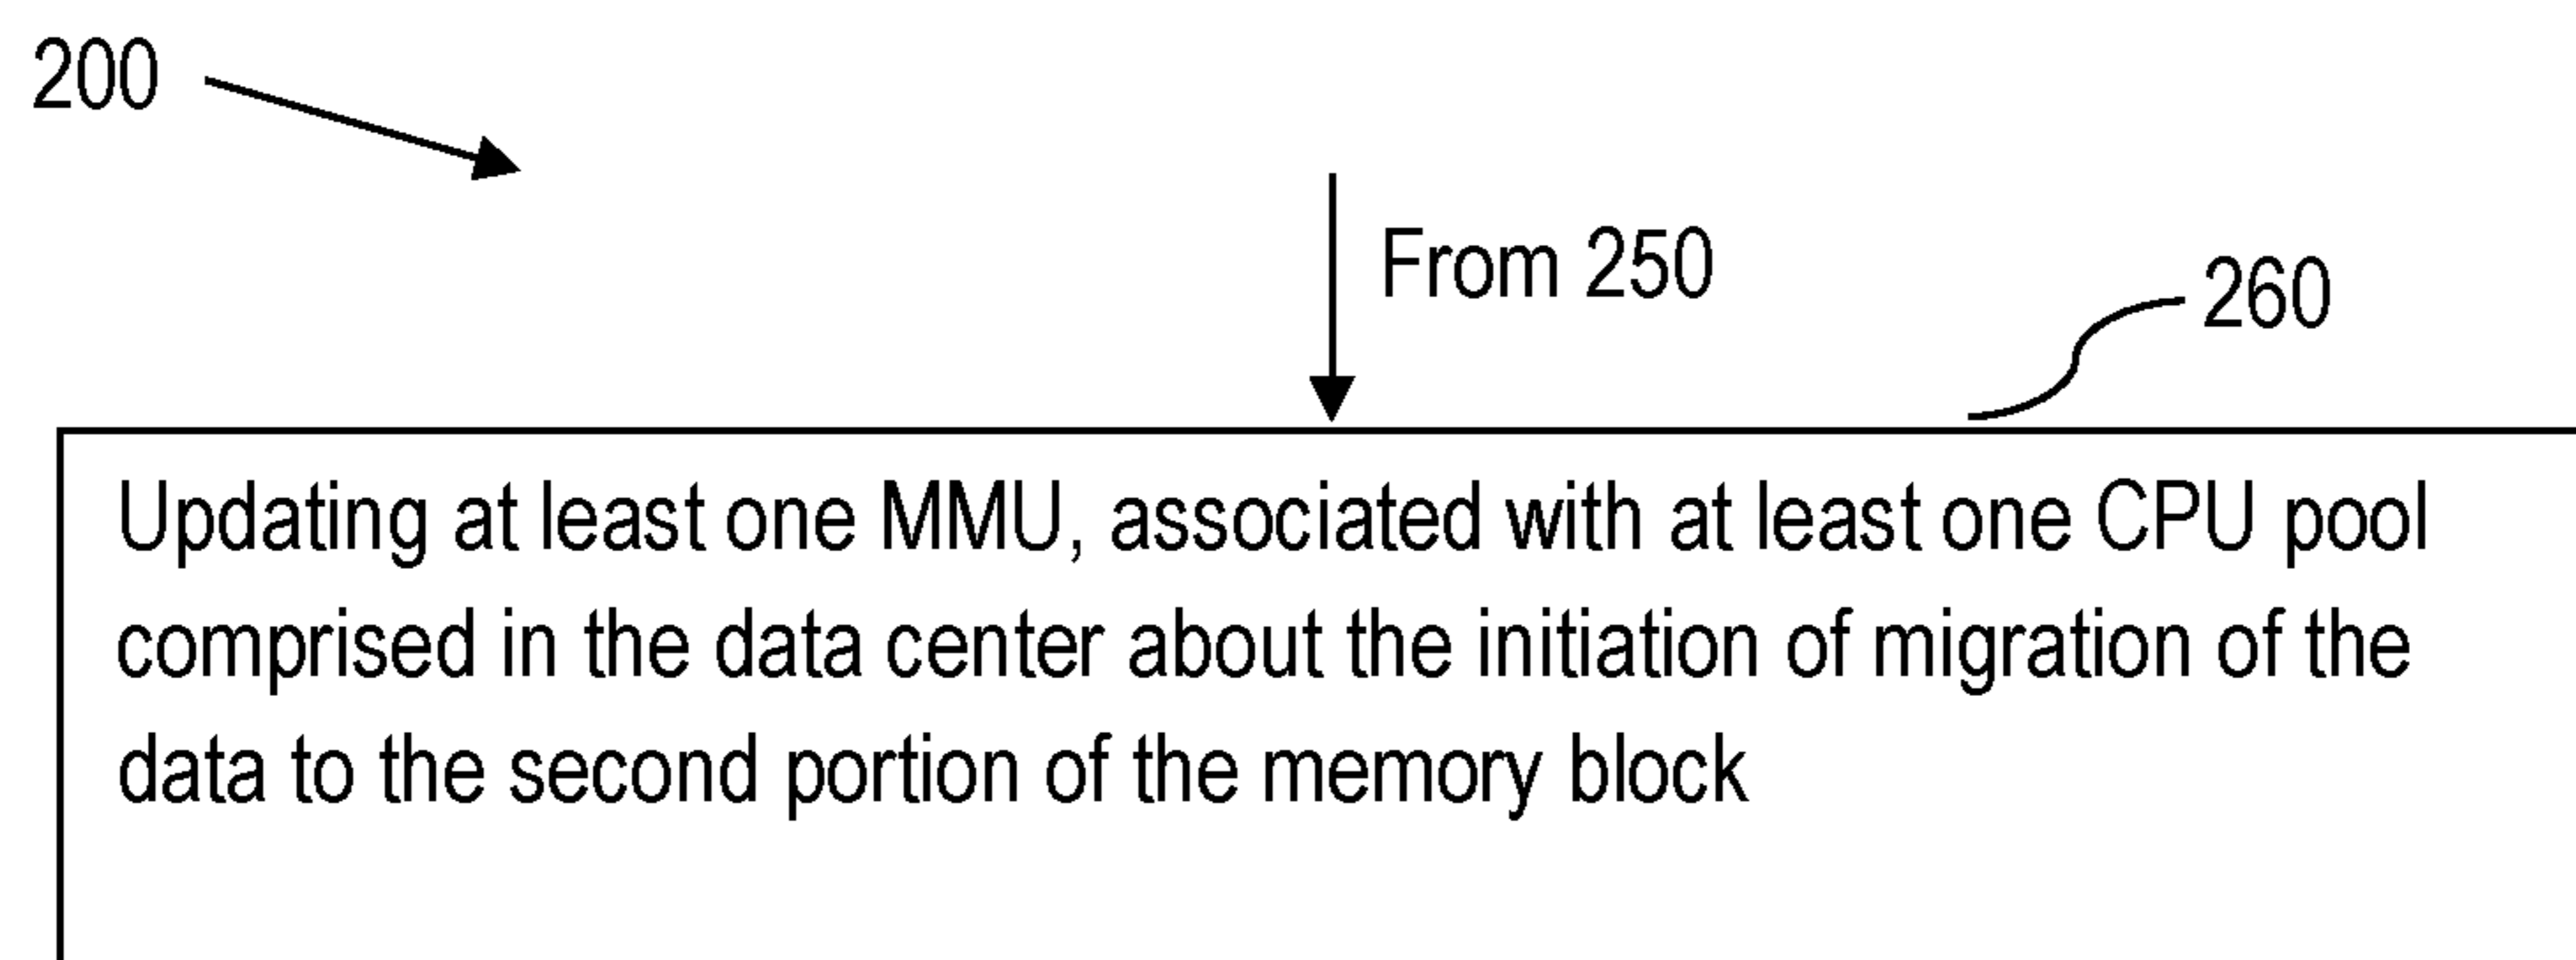 200
From 250
260
Updating at least one MMU, associated with at least one CPU pool
comprised in the data center about the initiation of migration of the
data to the second portion of the memory block